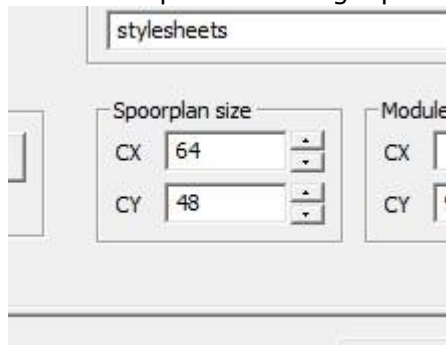 stylesheets
Spoorplan size
Module
CX 64
CX
CY 48
CY